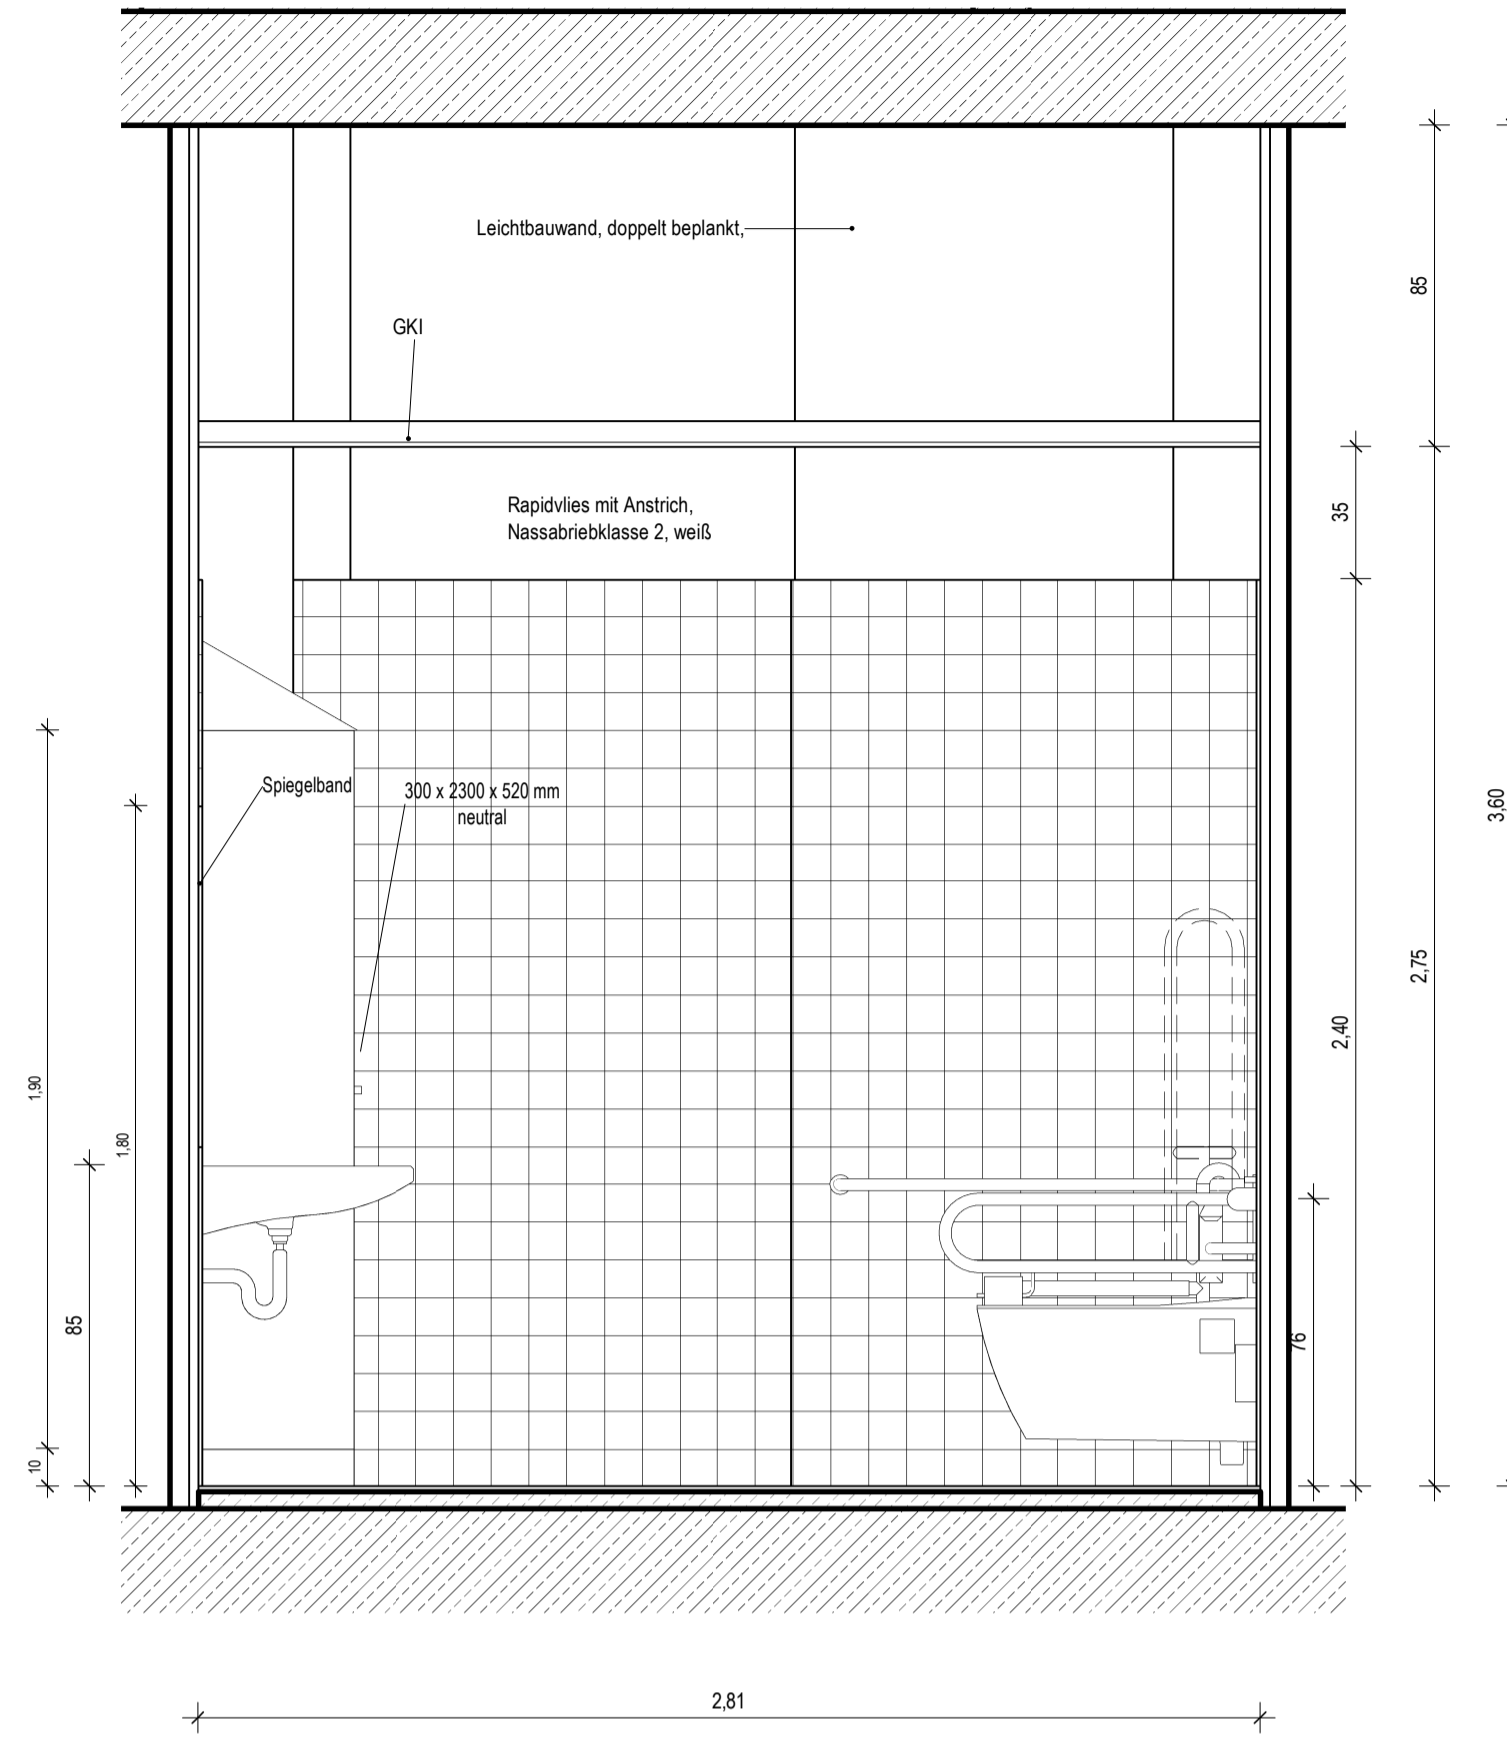 Leichtbauwand, doppelt beplankt,
85
GKI
Rapidvlies mit Anstrich,
Nassabriebklasse 2, weiß
35
Spiegelband
300 x 2300 x 520 mm
neutral
3,60
2,75
2,40
1,90
1,80
85
76
10
2,81